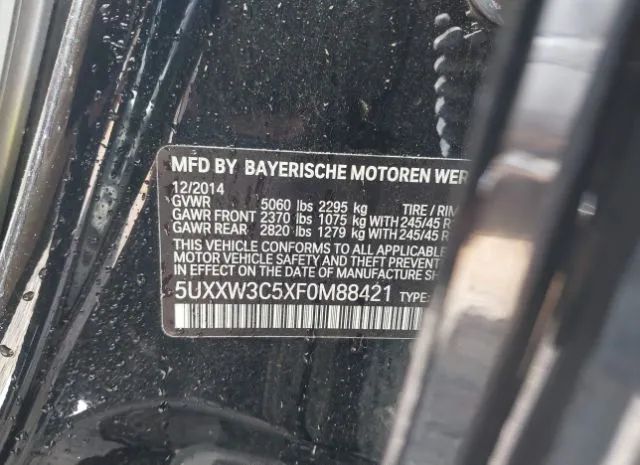 MFD BY BAYERISCHE MOTOREN WER
12/2014
GVWR 5060 lbs 2295 kg TIRE / RIM
GAWR FRONT 2370 lbs 1075 kg WITH 245/45 R
GAWR REAR 2820 lbs 1279 kg WITH 245/45
THIS VEHICLE CONFORMS TO ALL APPLICABLE
MOTOR VEHICLE SAFETY AND THEFT PREVENT
IN EFFECT ON THE DATE OF MANUFACTURE SH
5UXXW3C5XF0M88421 TYPE: